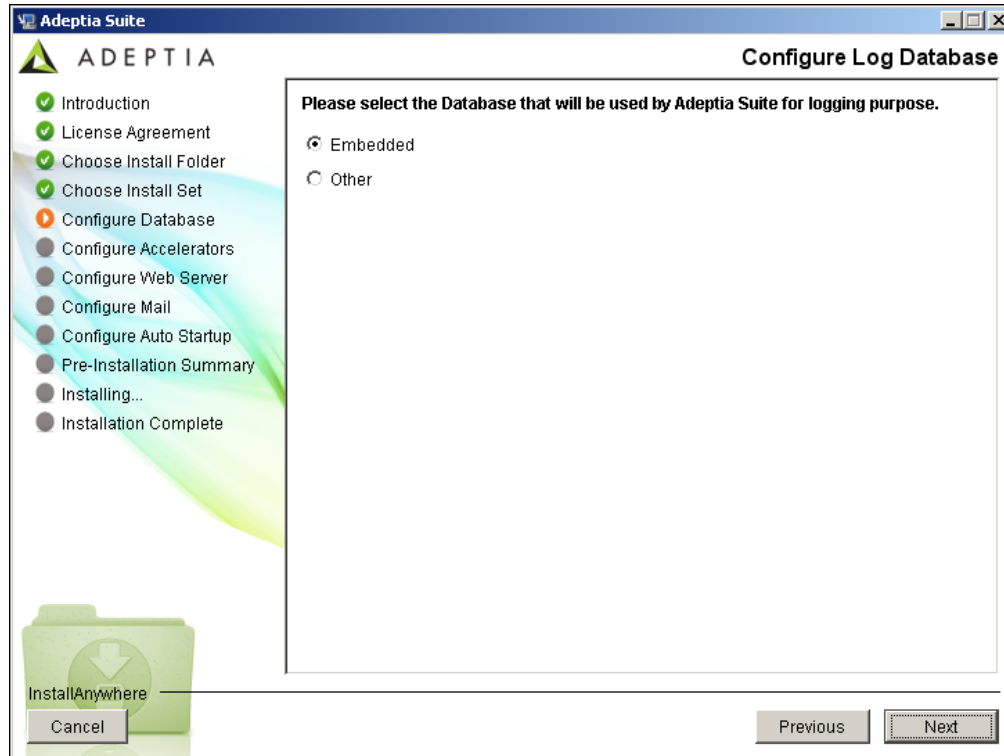 Adeptia Suite
ADEPTIA
Configure Log Database
Introduction
License Agreement
Choose Install Folder
Choose Install Set
Configure Database
Configure Accelerators
Configure Web Server
Configure Mail
Configure Auto Startup
Pre-Installation Summary
Installing...
Installation Complete
Please select the Database that will be used by Adeptia Suite for logging purpose.
Embedded
Other
InstallAnywhere
Cancel
Previous
Next